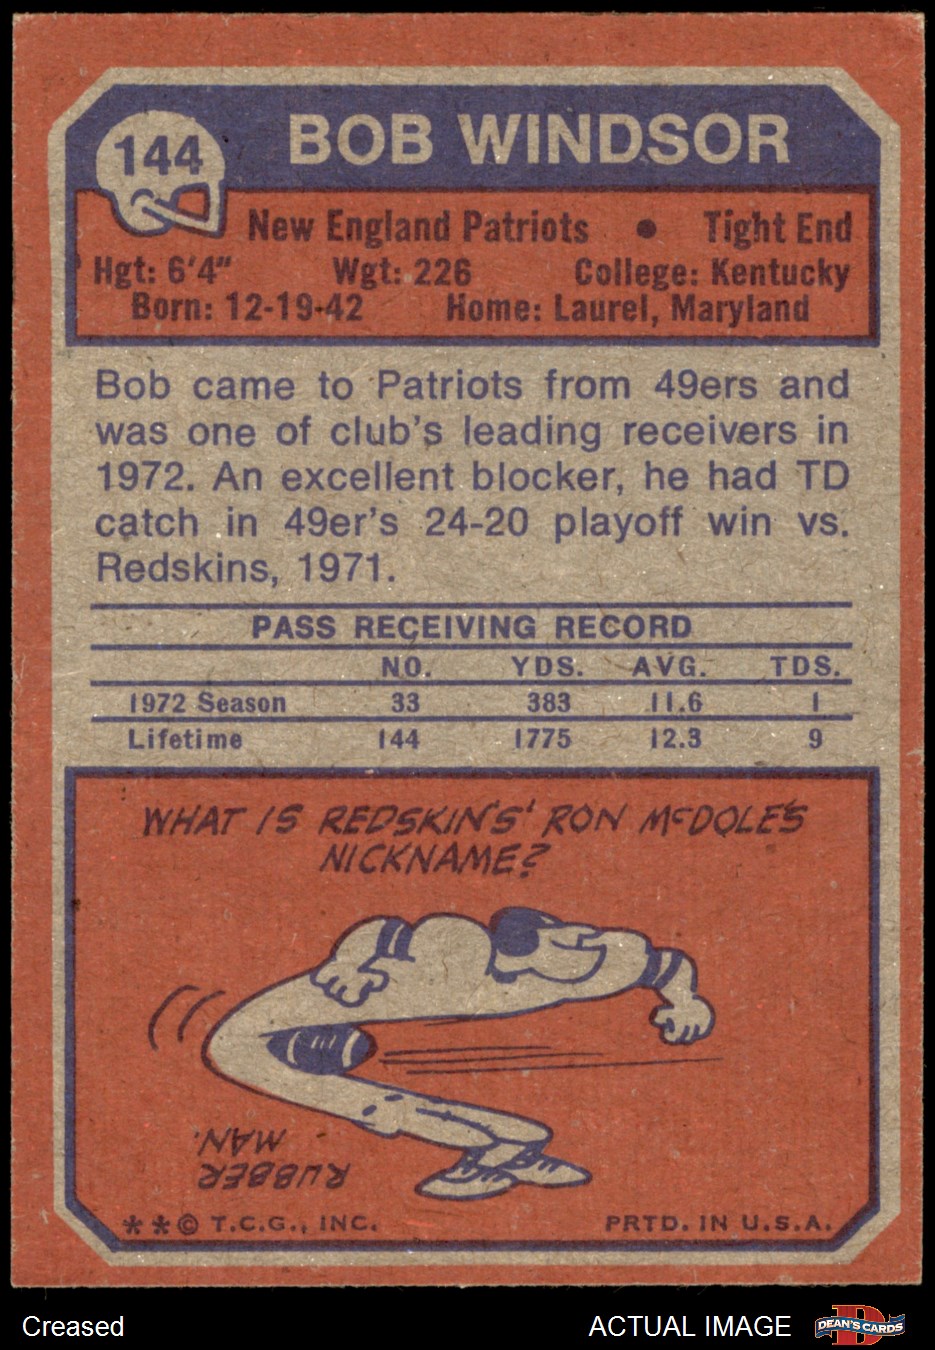 144
BOB WINDSOR
New England Patriots • Tight End
Hgt: 6'4" Wgt: 226 College: Kentucky
Born: 12-19-42 Home: Laurel, Maryland
Bob came to Patriots from 49ers and
was one of club's leading receivers in
1972. An excellent blocker, he had TD
catch in 49er's 24-20 playoff win vs.
Redskins, 1971.
PASS RECEIVING RECORD
NO. YDS. AVG. TDS.
1972 Season 33 383 11.6 1
Lifetime 144 1775 12.3 9
WHAT IS REDSKIN'S' RON McDOLE'S
NICKNAME?
RUBBER
MAN.
**© T.C.G., INC. PRTD. IN U.S.A.
Creased
ACTUAL IMAGE
D
DEAN'S CARDS